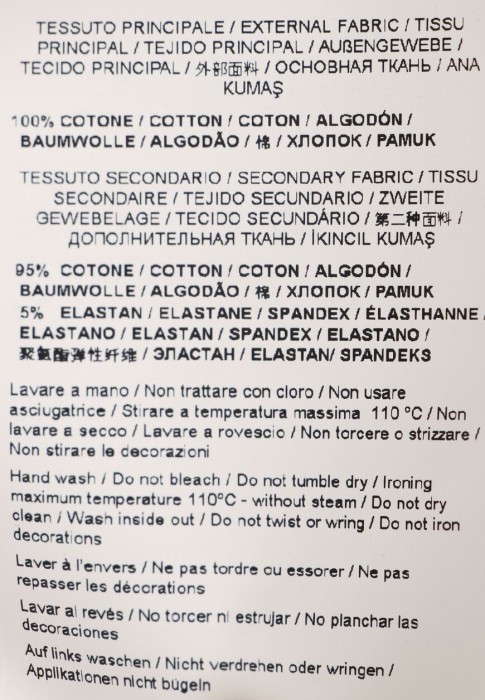 TESSUTO PRINCIPALE / EXTERNAL FABRIC / TISSU
PRINCIPAL / TEJIDO PRINCIPAL / AUßENGEWEBE /
TECIDO PRINCIPAL / 外部面料 / ОСНОВНАЯ ТКАНЬ / ANA
KUMAŞ
100% COTONE / COTTON / COTON / ALGODÓN /
BAUMWOLLE / ALGODÃO / 棉 / ХЛОПОК / PAMUK
TESSUTO SECONDARIO / SECONDARY FABRIC / TISSU
SECONDAIRE / TEJIDO SECUNDARIO / ZWEITE
GEWEBELAGE / TECIDO SECUNDÁRIO / 第二种面料 /
ДОПОЛНИТЕЛЬНАЯ ТКАНЬ / İKINCIL KUMAŞ
95% COTONE / COTTON / COTON / ALGODÓN /
BAUMWOLLE / ALGODÃO / 棉 / ХЛОПОК / PAMUK
5% ELASTAN / ELASTANE / SPANDEX / ÉLASTHANNE /
ELASTANO / ELASTAN / SPANDEX / ELASTANO /
聚氨酯弹性纤维 / ЭЛАСТАН / ELASTAN/ SPANDEKS
Lavare a mano / Non trattare con cloro / Non usare
asciugatrice / Stirare a temperatura massima 110 °C / Non
lavare a secco / Lavare a rovescio / Non torcere o strizzare /
Non stirare le decorazioni
Hand wash / Do not bleach / Do not tumble dry / Ironing
maximum temperature 110°C - without steam / Do not dry
clean / Wash inside out / Do not twist or wring / Do not iron
decorations
Laver à l'envers / Ne pas tordre ou essorer / Ne pas
repasser les décorations
Lavar al revés / No torcer ni estrujar / No planchar las
decoraciones
Auf links waschen / Nicht verdrehen oder wringen /
Applikationen nicht bügeln